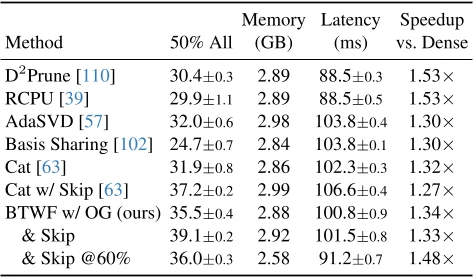 Method 50% All Memory (GB) Latency (ms) Speedup vs. Dense
D²Prune [110] 30.4±0.3 2.89 88.5±0.3 1.53×
RCPU [39] 29.9±1.1 2.89 88.5±0.5 1.53×
AdaSVD [57] 32.0±0.6 2.98 103.8±0.4 1.30×
Basis Sharing [102] 24.7±0.7 2.84 103.8±0.1 1.30×
Cat [63] 31.9±0.8 2.86 102.3±0.3 1.32×
Cat w/ Skip [63] 37.2±0.2 2.99 106.6±0.4 1.27×
BTWF w/ OG (ours) 35.5±0.4 2.88 100.8±0.9 1.34×
& Skip 39.1±0.2 2.92 101.5±0.8 1.33×
& Skip @60% 36.0±0.3 2.58 91.2±0.7 1.48×